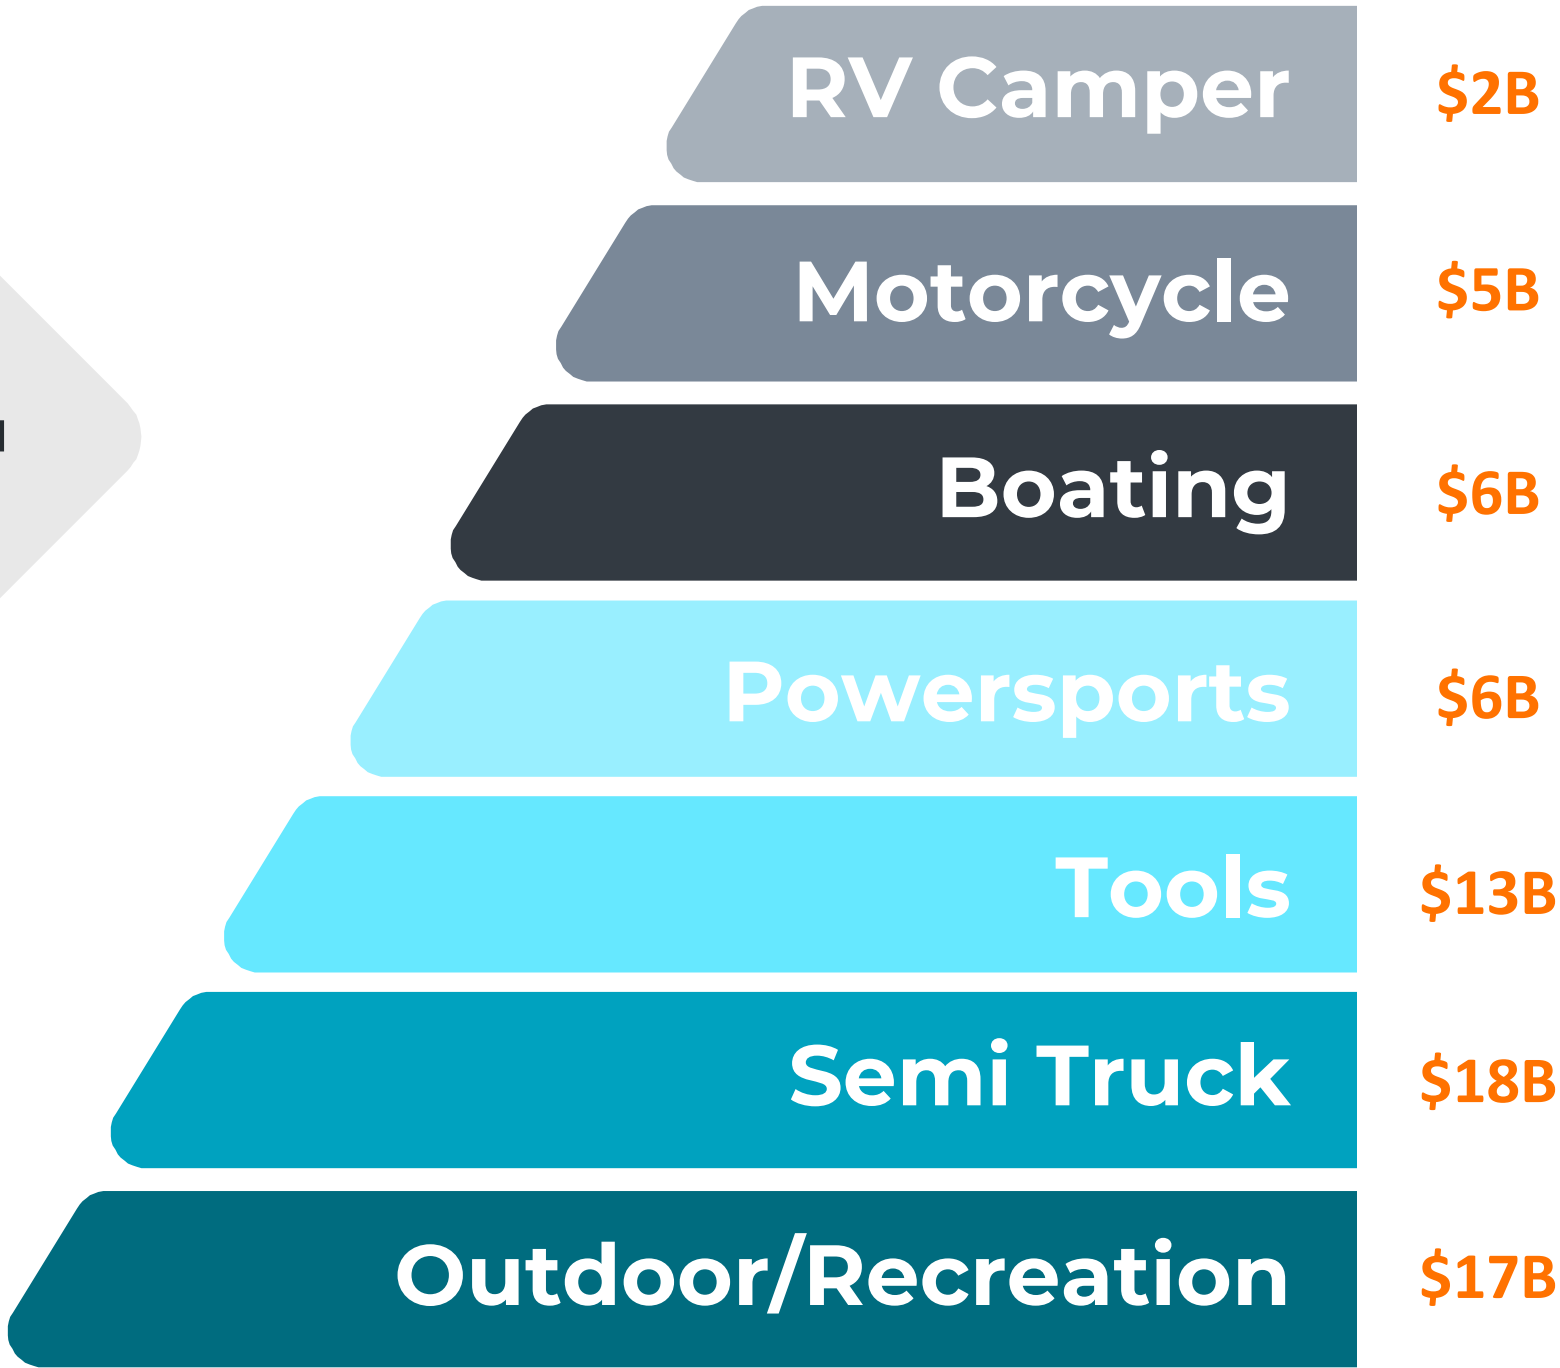 RV Camper $2B
Motorcycle $5B
Boating $6B
Powersports $6B
Tools $13B
Semi Truck $18B
Outdoor/Recreation $17B